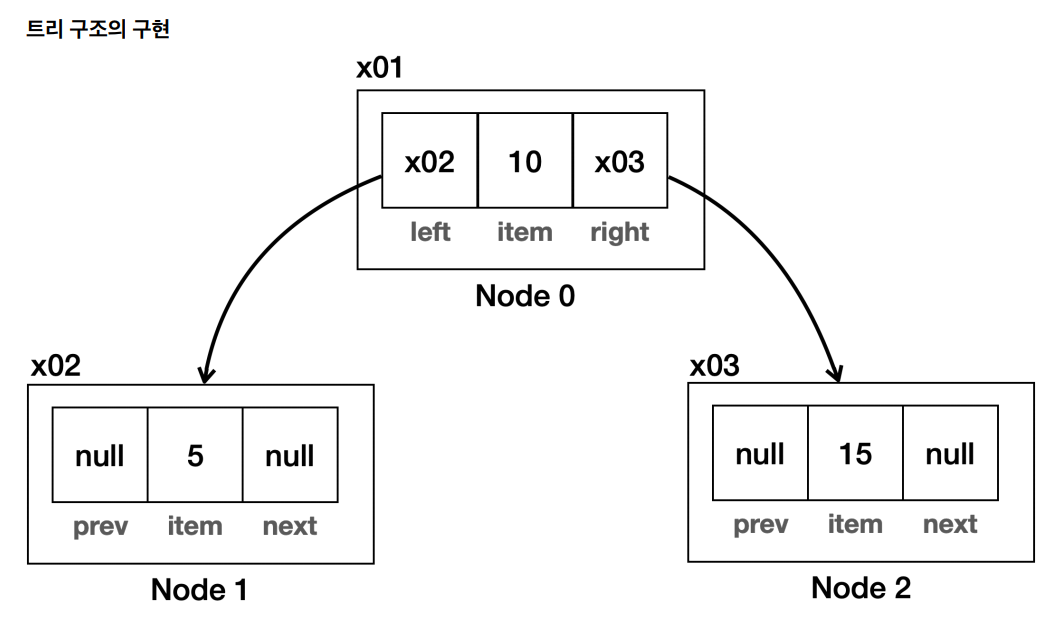 트리 구조의 구현
x01
x02 10 x03
left item right
Node 0
x02
null 5 null
prev item next
Node 1
x03
null 15 null
prev item next
Node 2